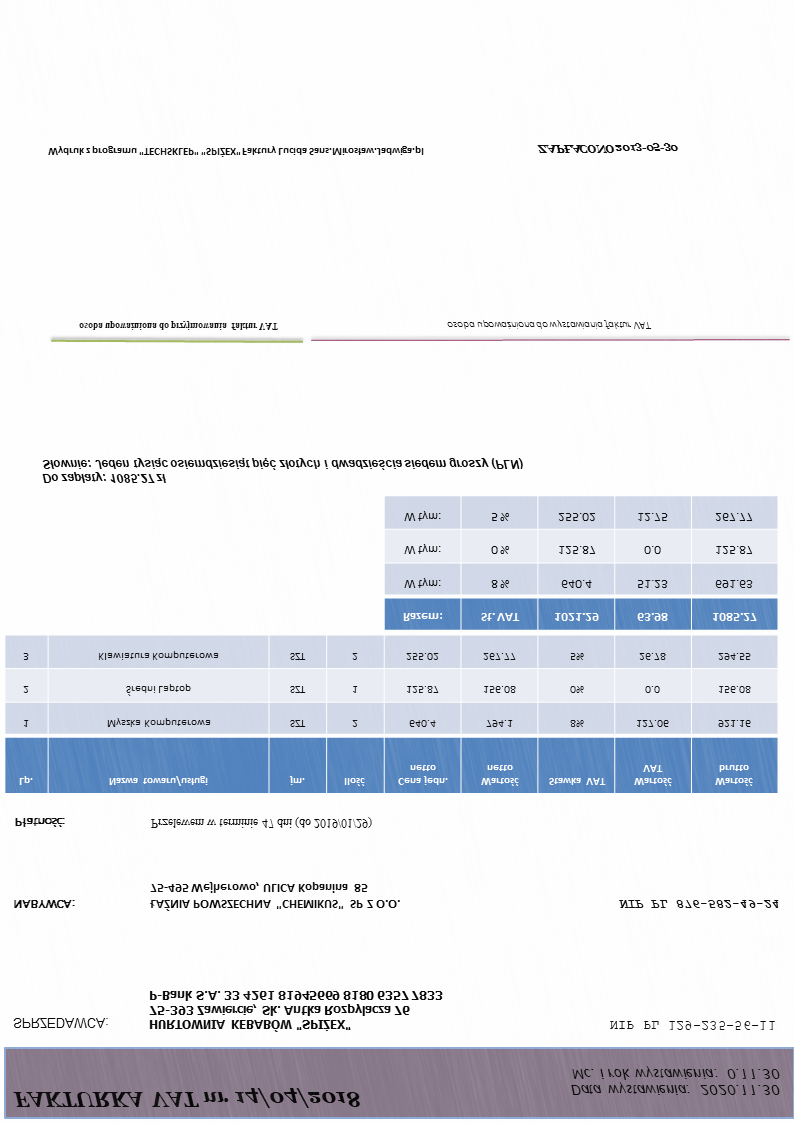 FAKTURKA VAT nr 14/04/2018
Data wystawienia: 2020.11.30
Mc. i rok wystawienia: 0.11.30
SPRZEDAWCA: HURTOWNIA KEBABÓW "SPIŻEX" NIP PL 129-235-56-11
75-393 Zawiercie, Sk. Antka Rozpylacza 76
P-Bank S.A. 33 4261 81945669 8180 6357 7833
NABYWCA: ŁAŹNIA POWSZECHNA "CHEMIKUS" SP Z O.O. NIP PL 876-582-49-24
75-495 Wejherowo, ULICA Kopanina 85
Płatność: Przelewem w terminie 47 dni (do 2019/01/29)
Lp. Nazwa towaru/usługi jm. Ilość Cena jedn. netto Wartość netto Stawka VAT Wartość VAT Wartość brutto
1 Myszka Komputerowa SZT 2 640.4 794.1 8% 127.06 921.16
2 Średni Laptop SZT 1 125.87 156.08 0% 0.0 156.08
3 Klawiatura Komputerowa SZT 2 255.02 267.77 5% 26.78 294.55
Razem: St. VAT 1021.29 63.98 1085.27
W tym: 8 % 640.4 51.23 691.63
W tym: 0 % 125.87 0.0 125.87
W tym: 5 % 255.02 12.75 267.77
Do zapłaty: 1085.27 zł
Słownie: Jeden tysiąc osiemdziesiąt pięć złotych i dwadzieścia siedem groszy (PLN)
osoba upoważniona do przyjmowania faktur VAT
osoba upoważniona do wystawiania faktur VAT
Wydruk z programu "TECHSKLEP" "SPIŻEX" Faktury Lucida Sans.Mirosław.Jadwiga.pl
ZAPŁACONO 2013-05-30